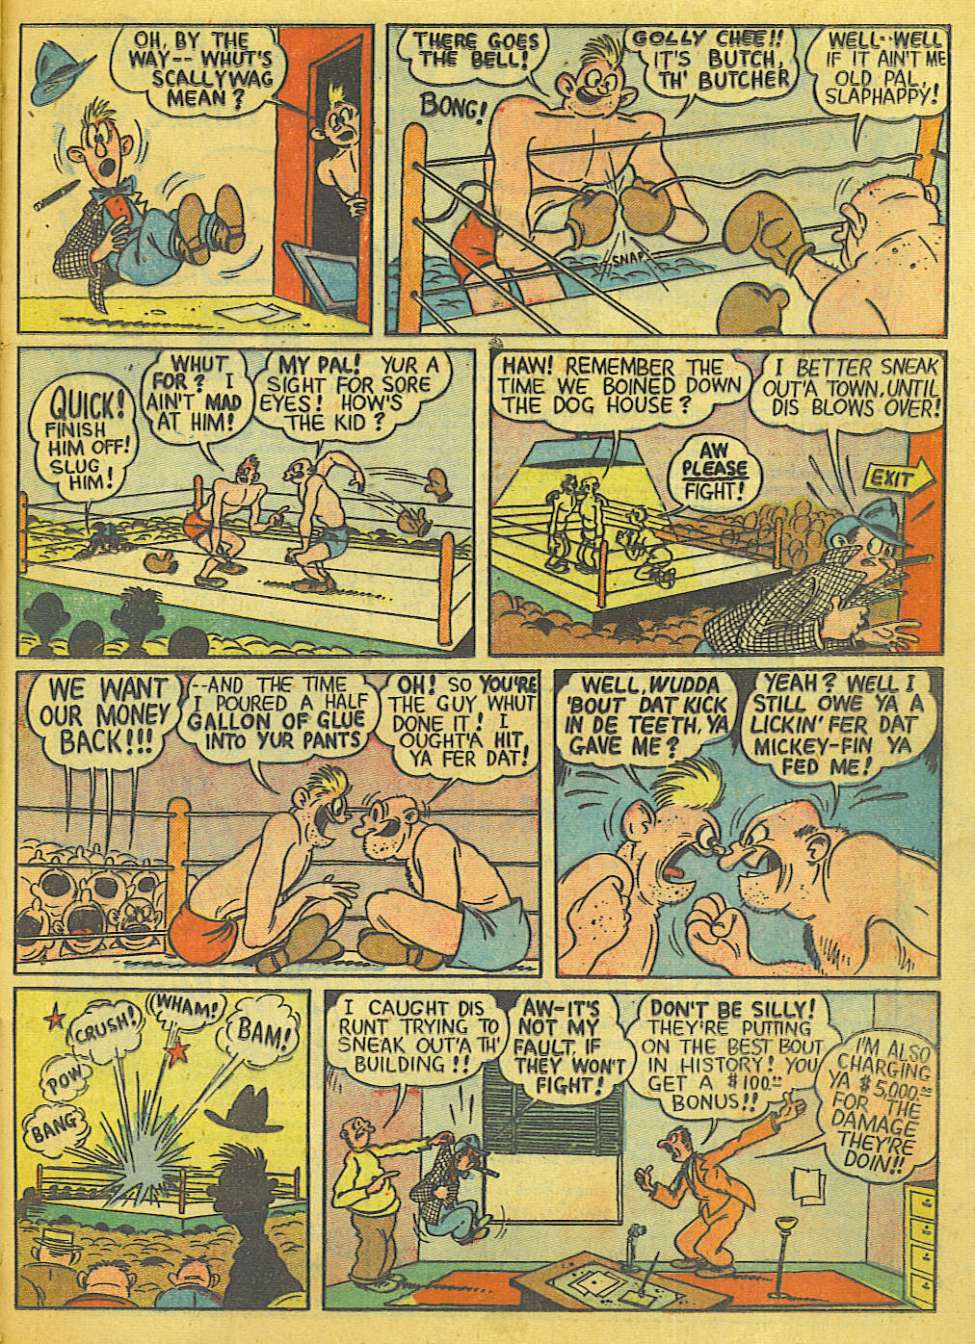 OH, BY THE
WAY-- WHUT'S
SCALLYWAG
MEAN?
THERE GOES
THE BELL!
BONG!
GOLLY CHEE!!
IT'S BUTCH,
TH' BUTCHER
WELL--WELL
IF IT AIN'T ME
OLD PAL,
SLAPHAPPY!
SNAP
QUICK!
FINISH
HIM OFF!
SLUG
HIM!
WHUT
FOR? I
AIN'T MAD
AT HIM!
MY PAL! YUR A
SIGHT FOR SORE
EYES! HOW'S
THE KID?
HAW! REMEMBER THE
TIME WE BOINED DOWN
THE DOG HOUSE?
AW
PLEASE
FIGHT!
I BETTER SNEAK
OUT'A TOWN, UNTIL
DIS BLOWS OVER!
EXIT
WE WANT
OUR MONEY
BACK!!!
--AND THE TIME
I POURED A HALF
GALLON OF GLUE
INTO YUR PANTS
OH! SO YOU'RE
THE GUY WHUT
DONE IT! I
OUGHT'A HIT
YA FER DAT!
WELL, WUDDA
'BOUT DAT KICK
IN DE TEETH, YA
GAVE ME?
YEAH? WELL I
STILL OWE YA A
LICKIN' FER DAT
MICKEY-FIN YA
FED ME!
BANG
POW
CRUSH!
WHAM!
BAM!
I CAUGHT DIS
RUNT TRYING TO
SNEAK OUT'A TH'
BUILDING!!
AW-IT'S
NOT MY
FAULT, IF
THEY WON'T
FIGHT!
DON'T BE SILLY!
THEY'RE PUTTING
ON THE BEST BOUT
IN HISTORY! YOU
GET A $100.00
BONUS!!
I'M ALSO
CHARGING
YA $5,000.00
FOR THE
DAMAGE
THEY'RE
DOIN!!